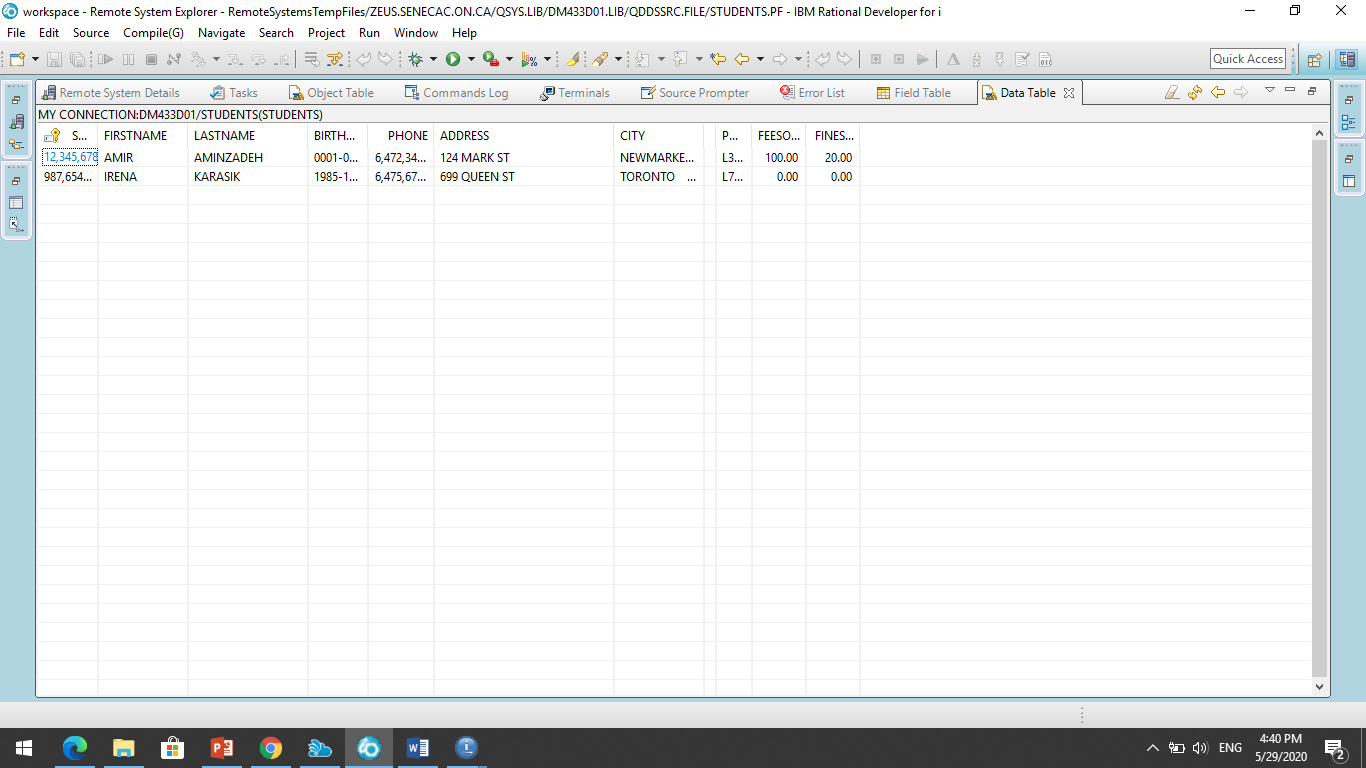 workspace - Remote System Explorer - RemoteSystemsTempFiles/ZEUS.SENECAC.ON.CA/QSYS.LIB/DM433D01.LIB/QDDSSRC.FILE/STUDENTS.PF - IBM Rational Developer for i
File Edit Source Compile(G) Navigate Search Project Run Window Help
Quick Access
Remote System Details Tasks Object Table Commands Log Terminals Source Prompter Error List Field Table Data Table
MY CONNECTION:DM433D01/STUDENTS(STUDENTS)
S... FIRSTNAME LASTNAME BIRTH... PHONE ADDRESS CITY P... FEESO... FINES...
12,345,678 AMIR AMINZADEH 0001-0... 6,472,34... 124 MARK ST NEWMARKE... L3... 100.00 20.00
987,654... IRENA KARASIK 1985-1... 6,475,67... 699 QUEEN ST TORONTO ... L7... 0.00 0.00
ENG
4:40 PM
5/29/2020
2